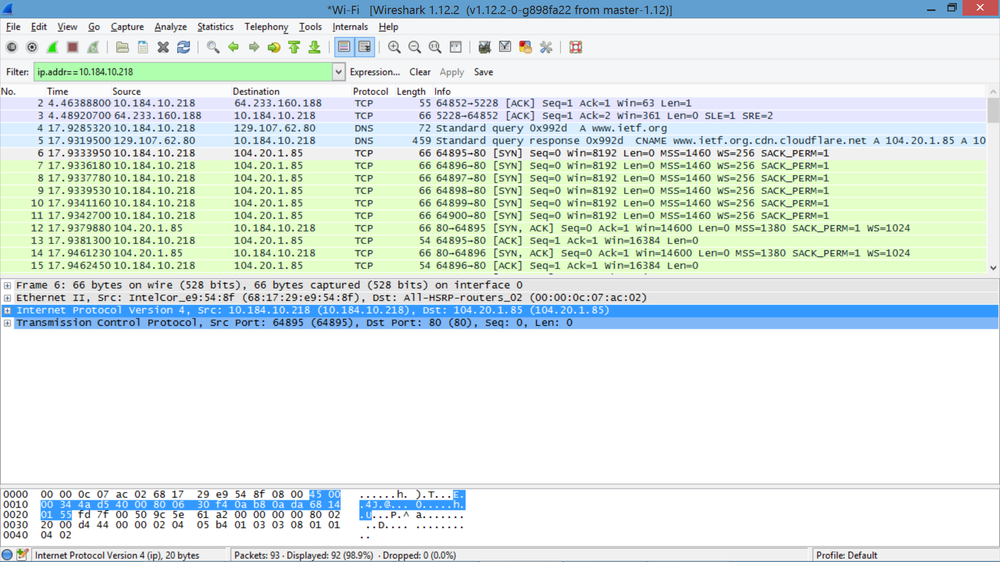 *Wi-Fi [Wireshark 1.12.2 (v1.12.2-0-g898fa22 from master-1.12)]
File Edit View Go Capture Analyze Statistics Telephony Tools Internals Help
Filter: ip.addr==10.184.10.218 Expression... Clear Apply Save
No. Time Source Destination Protocol Length Info
2 4.46388800 10.184.10.218 64.233.160.188 TCP 55 64852→5228 [ACK] Seq=1 Ack=1 Win=63 Len=1
3 4.48920700 64.233.160.188 10.184.10.218 TCP 66 5228→64852 [ACK] Seq=1 Ack=2 Win=361 Len=0 SLE=1 SRE=2
4 17.9285320 10.184.10.218 129.107.62.80 DNS 72 Standard query 0x992d A www.ietf.org
5 17.9319500 129.107.62.80 10.184.10.218 DNS 459 Standard query response 0x992d CNAME www.ietf.org.cdn.cloudflare.net A 104.20.1.85 A 10
6 17.9333950 10.184.10.218 104.20.1.85 TCP 66 64895→80 [SYN] Seq=0 Win=8192 Len=0 MSS=1460 WS=256 SACK_PERM=1
7 17.9336180 10.184.10.218 104.20.1.85 TCP 66 64896→80 [SYN] Seq=0 Win=8192 Len=0 MSS=1460 WS=256 SACK_PERM=1
8 17.9337780 10.184.10.218 104.20.1.85 TCP 66 64897→80 [SYN] Seq=0 Win=8192 Len=0 MSS=1460 WS=256 SACK_PERM=1
9 17.9339530 10.184.10.218 104.20.1.85 TCP 66 64898→80 [SYN] Seq=0 Win=8192 Len=0 MSS=1460 WS=256 SACK_PERM=1
10 17.9341160 10.184.10.218 104.20.1.85 TCP 66 64899→80 [SYN] Seq=0 Win=8192 Len=0 MSS=1460 WS=256 SACK_PERM=1
11 17.9342700 10.184.10.218 104.20.1.85 TCP 66 64900→80 [SYN] Seq=0 Win=8192 Len=0 MSS=1460 WS=256 SACK_PERM=1
12 17.9379880 104.20.1.85 10.184.10.218 TCP 66 80→64895 [SYN, ACK] Seq=0 Ack=1 Win=14600 Len=0 MSS=1380 SACK_PERM=1 WS=1024
13 17.9381300 10.184.10.218 104.20.1.85 TCP 54 64895→80 [ACK] Seq=1 Ack=1 Win=16384 Len=0
14 17.9461230 104.20.1.85 10.184.10.218 TCP 66 80→64896 [SYN, ACK] Seq=0 Ack=1 Win=14600 Len=0 MSS=1380 SACK_PERM=1 WS=1024
15 17.9462450 10.184.10.218 104.20.1.85 TCP 54 64896→80 [ACK] Seq=1 Ack=1 Win=16384 Len=0
Frame 6: 66 bytes on wire (528 bits), 66 bytes captured (528 bits) on interface 0
Ethernet II, Src: IntelCor_e9:54:8f (68:17:29:e9:54:8f), Dst: All-HSRP-routers_02 (00:00:0c:07:ac:02)
Internet Protocol Version 4, Src: 10.184.10.218 (10.184.10.218), Dst: 104.20.1.85 (104.20.1.85)
Transmission Control Protocol, Src Port: 64895 (64895), Dst Port: 80 (80), Seq: 0, Len: 0
0000 00 00 0c 07 ac 02 68 17 29 e9 54 8f 08 00 45 00 ......h. ).T...E.
0010 00 34 4a d5 40 00 80 06 30 f4 0a b8 0a da 68 14 .4J.@... 0.....h.
0020 01 55 fd 7f 00 50 9c 5e 61 a2 00 00 00 00 80 02 .U...P.^ a.......
0030 20 00 d4 44 00 00 02 04 05 b4 01 03 03 08 01 01 ..D.... ........
0040 04 02 ..
Internet Protocol Version 4 (ip), 20 bytes Packets: 93 · Displayed: 92 (98.9%) · Dropped: 0 (0.0%) Profile: Default